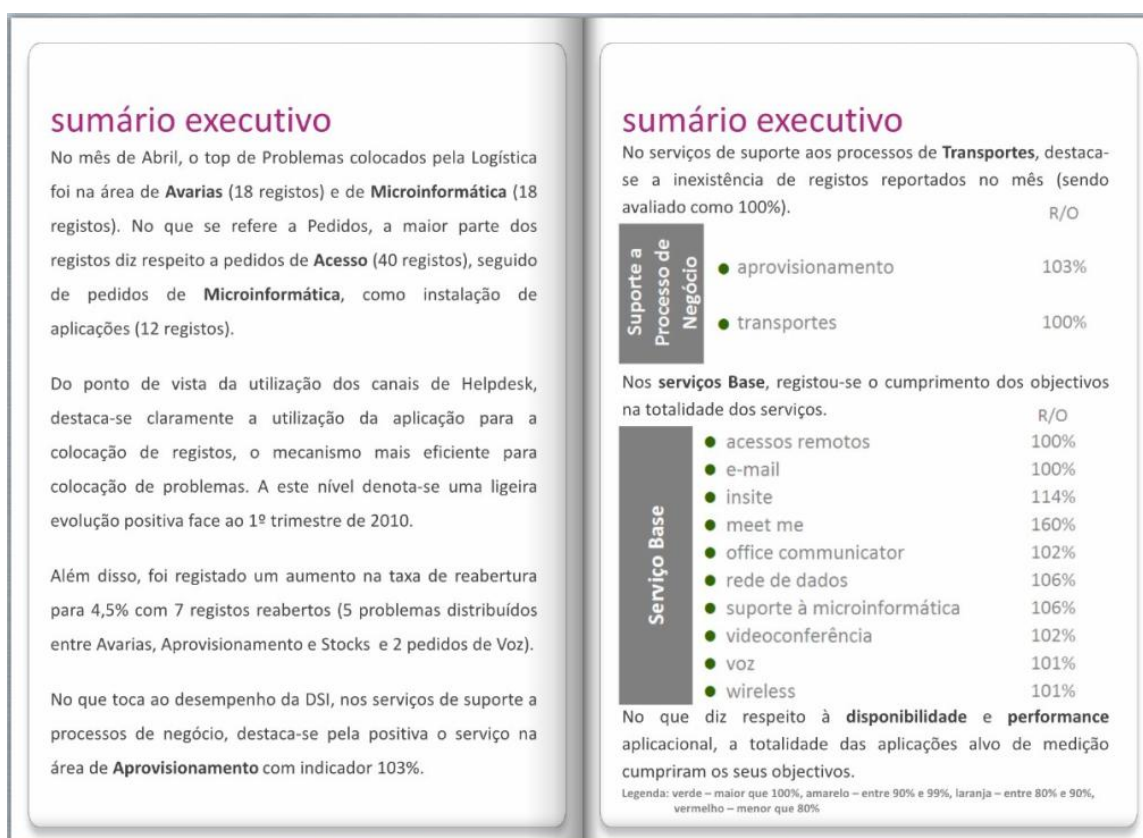 sumário executivo
No mês de Abril, o top de Problemas colocados pela Logística
foi na área de Avarias (18 registos) e de Microinformática (18
registos). No que se refere a Pedidos, a maior parte dos
registos diz respeito a pedidos de Acesso (40 registos), seguido
de pedidos de Microinformática, como instalação de
aplicações (12 registos).
Do ponto de vista da utilização dos canais de Helpdesk,
destaca-se claramente a utilização da aplicação para a
colocação de registos, o mecanismo mais eficiente para
colocação de problemas. A este nível denota-se uma ligeira
evolução positiva face ao 1º trimestre de 2010.
Além disso, foi registado um aumento na taxa de reabertura
para 4,5% com 7 registos reabertos (5 problemas distribuídos
entre Avarias, Aprovisionamento e Stocks e 2 pedidos de Voz).
No que toca ao desempenho da DSI, nos serviços de suporte a
processos de negócio, destaca-se pela positiva o serviço na
área de Aprovisionamento com indicador 103%.
sumário executivo
No serviços de suporte aos processos de Transportes, destaca-
se a inexistência de registos reportados no mês (sendo
avaliado como 100%).
R/O
Suporte a
Processo de
Negócio
aprovisionamento 103%
transportes 100%
Nos serviços Base, registou-se o cumprimento dos objectivos
na totalidade dos serviços.
R/O
Serviço Base
acessos remotos 100%
e-mail 100%
insite 114%
meet me 160%
office communicator 102%
rede de dados 106%
suporte à microinformática 106%
videoconferência 102%
voz 101%
wireless 101%
No que diz respeito à disponibilidade e performance
aplicacional, a totalidade das aplicações alvo de medição
cumpriram os seus objectivos.
Legenda: verde – maior que 100%, amarelo – entre 90% e 99%, laranja – entre 80% e 90%,
vermelho – menor que 80%